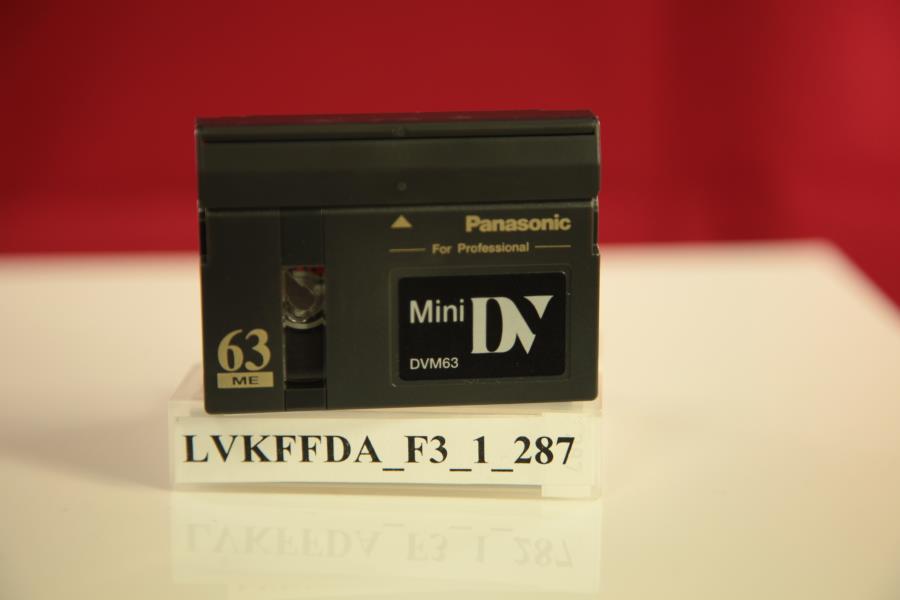 Panasonic
For Professional
Mini DV
DVM63
63
ME
LVKFFDA_F3_1_287